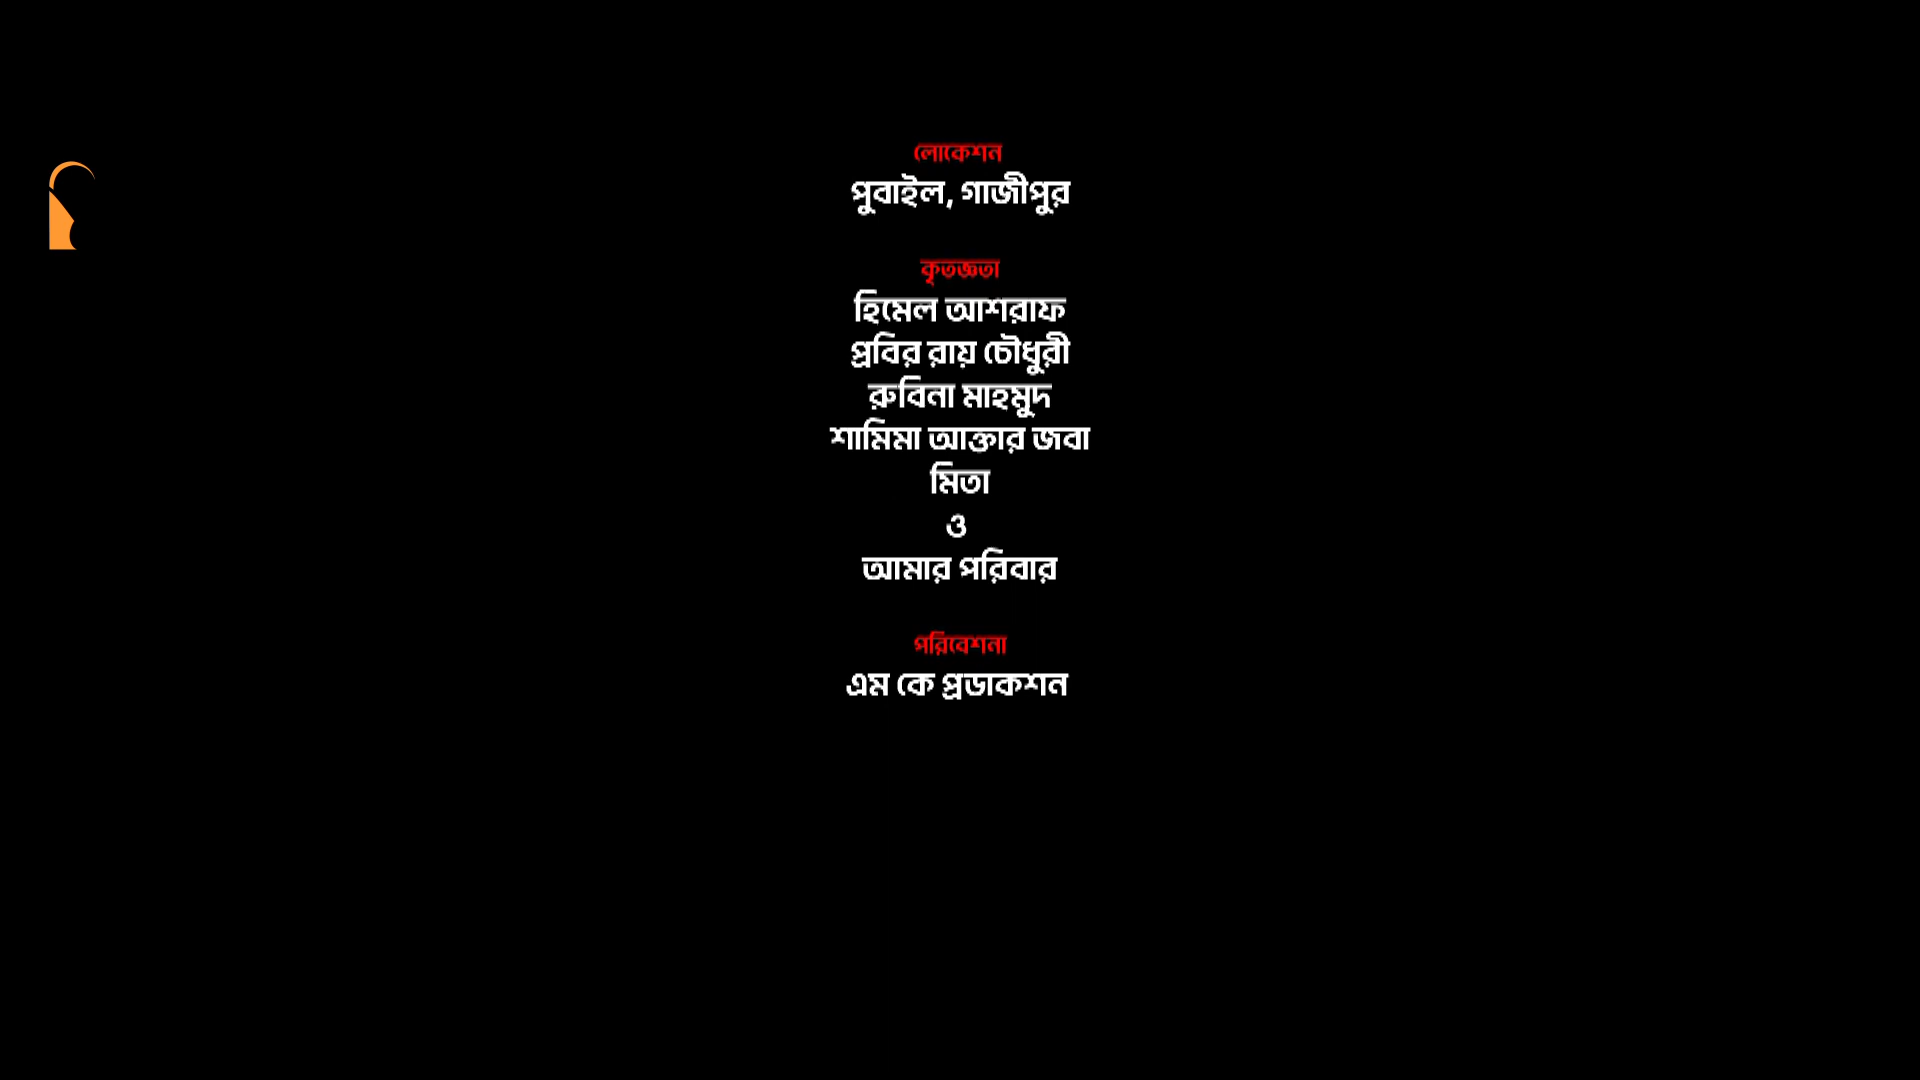 লোকেশন
পুবাইল, গাজীপুর
কৃতজ্ঞতা
হিমেল আশরাফ
প্রবির রায় চৌধুরী
রুবিনা মাহমুদ
শামিমা আক্তার জবা
মিতা
ও
আমার পরিবার
পরিবেশনা
এম কে প্রডাকশন